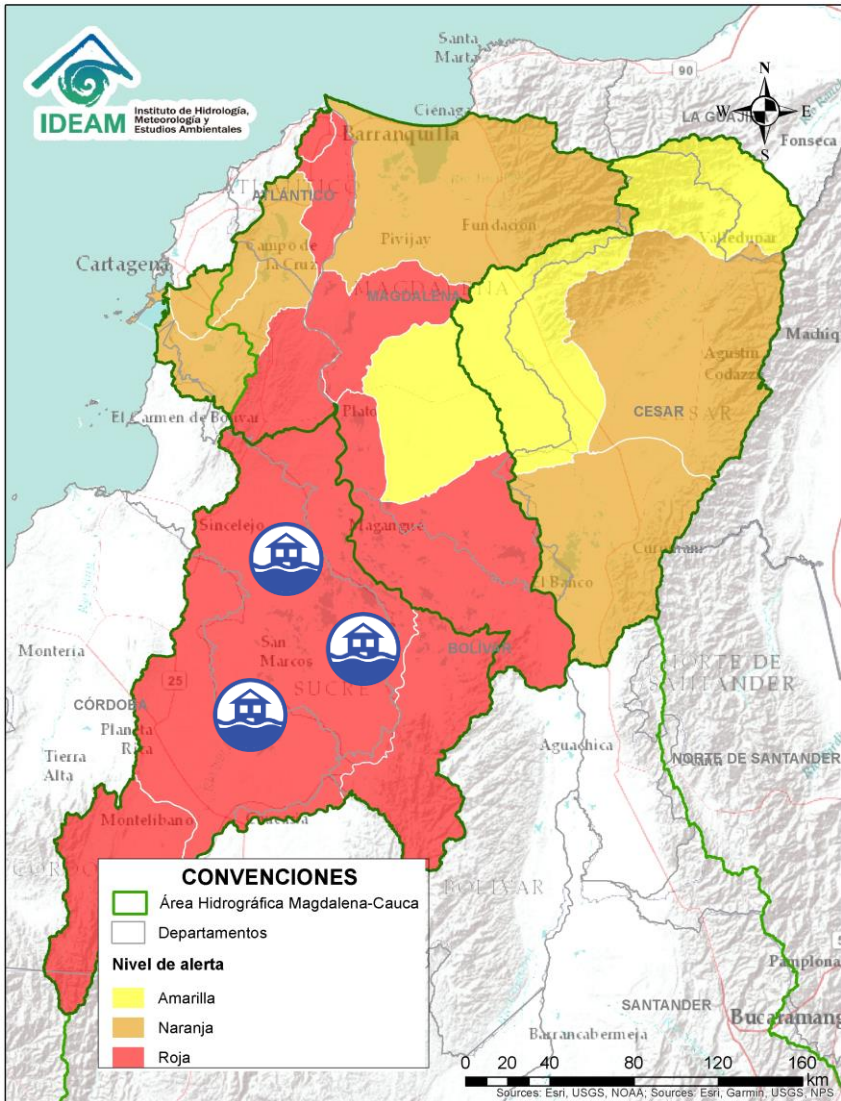 IDEAM
Instituto de Hidrología,
Meteorología y
Estudios Ambientales
Santa
Marta
90
N
W
E
S
Ciénaga
LA GUAJIR
Fonseca
Barranquilla
ATLÁNTICO
Valledupar
Campo de
la Cruz
Pivijay
Fundación
Cartagena
MAGDALENA
Machiq
Agustín
Codazzi
El Carmen de Bolívar
Plato
CESAR
Sincelejo
Magangué
Curumaní
El Banco
Montería
San
Marcos
BOLÍVAR
NORTE DE
SANTANDER
25
SUCRE
CÓRDOBA
Planeta
Rica
Tierra
Alta
Aguachica
NORTE DE SANTANDER
Montelíbano
Caucasia
BOLÍVAR
CONVENCIONES
Área Hidrográfica Magdalena-Cauca
Departamentos
Nivel de alerta
Amarilla
Naranja
Roja
Pamplona
SANTANDER
Bucaramang
Barrancabermeja
0 20 40 80 120 160
km
Sources: Esri, USGS, NOAA; Sources: Esri, Garmin, USGS, NPS